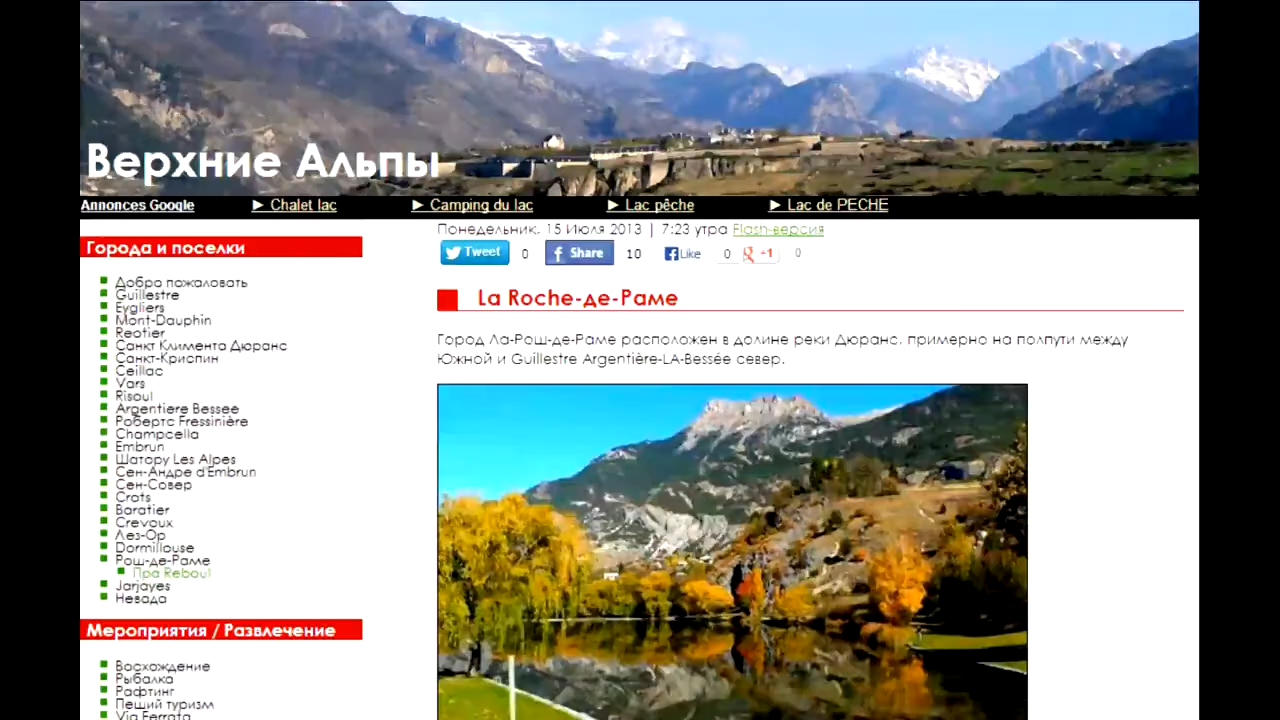 Верхние Альпы
Annonces Google ► Chalet lac ► Camping du lac ► Lac pêche ► Lac de PECHE
Понедельник, 15 Июля 2013 | 7:23 утра Flash-версия
Tweet 0 Share 10 Like 0 +1 0
Города и поселки
Добро пожаловать
Guillestre
Eygliers
Mont-Dauphin
Reotier
Санкт Климента Дюранс
Санкт-Криспин
Ceillac
Vars
Risoul
Argentiere Bessee
Робертс Fressinière
Champcella
Embrun
Шатору Les Alpes
Сен-Андре d'Embrun
Сен-Совер
Crots
Baratier
Crevoux
Лез-Ор
Dormillouse
Рош-де-Раме
Пра Reboul
Jarjayes
Невада
Мероприятия / Развлечение
Восхождение
Рыбалка
Рафтинг
Пеший туризм
Via Ferrata
La Roche-де-Раме
Город Ла-Рош-де-Раме расположен в долине реки Дюранс, примерно на полпути между
Южной и Guillestre Argentière-LA-Bessée север.